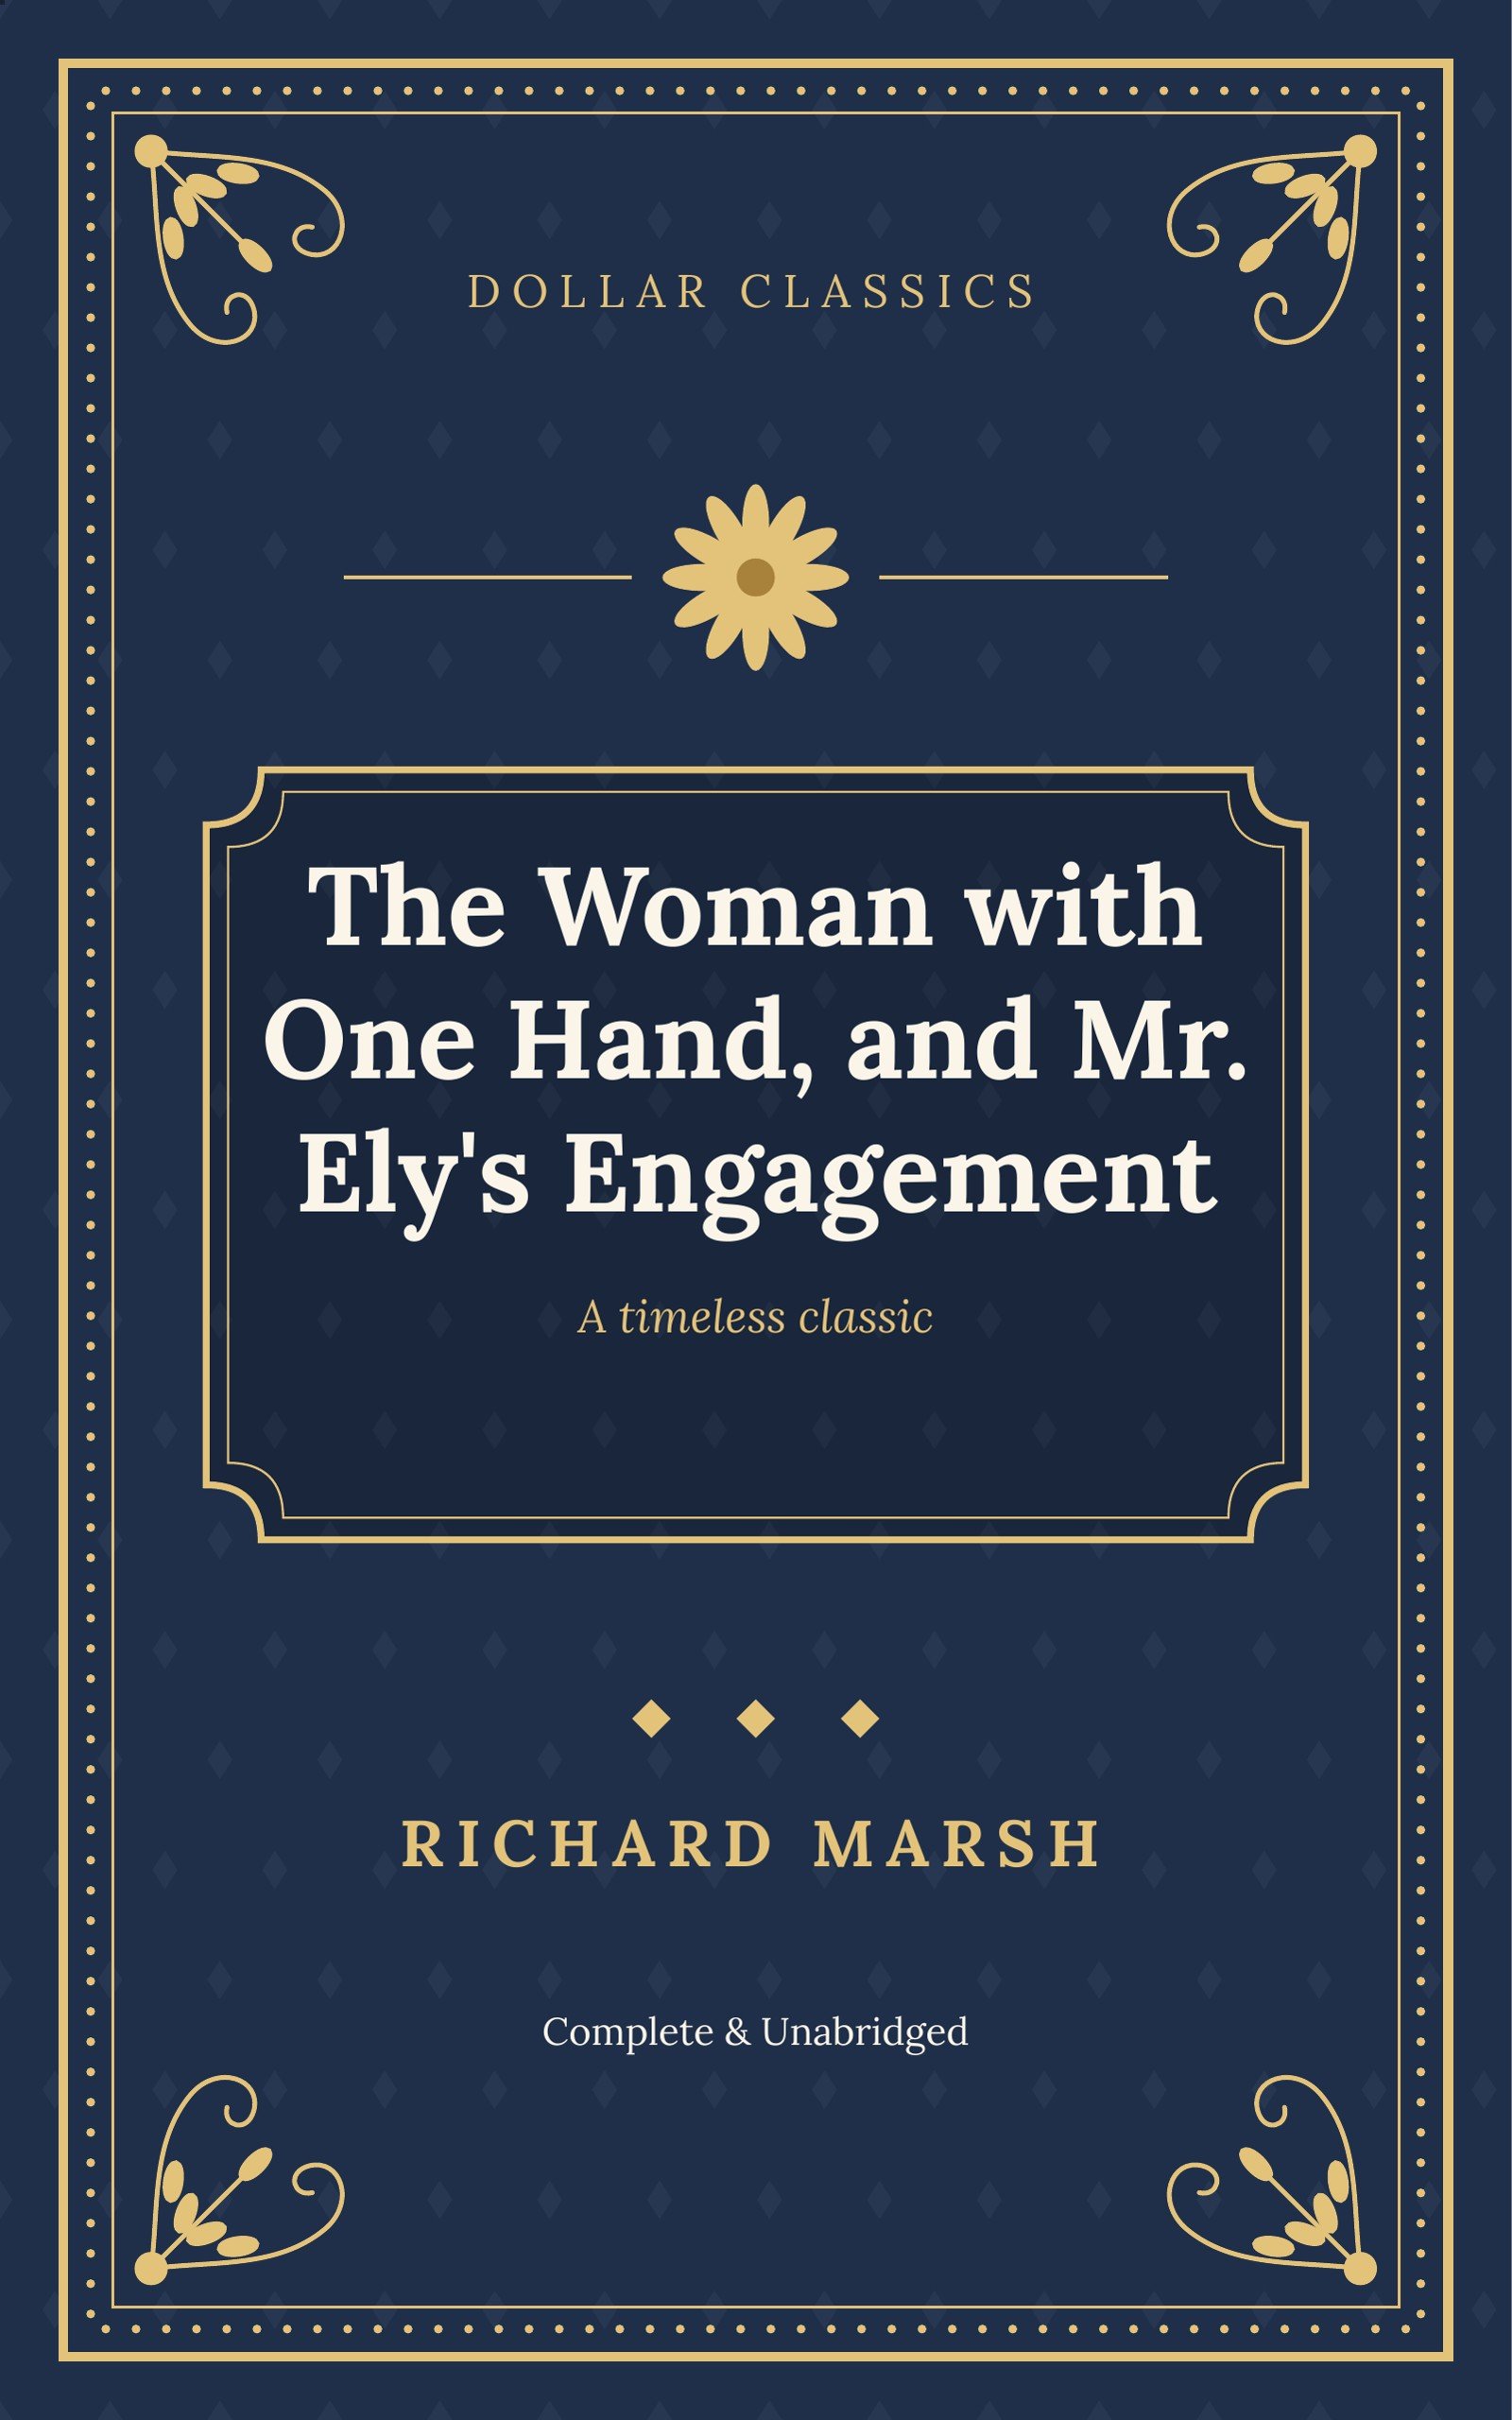 DOLLAR CLASSICS
The Woman with
One Hand, and Mr.
Ely's Engagement
A timeless classic
RICHARD MARSH
Complete & Unabridged